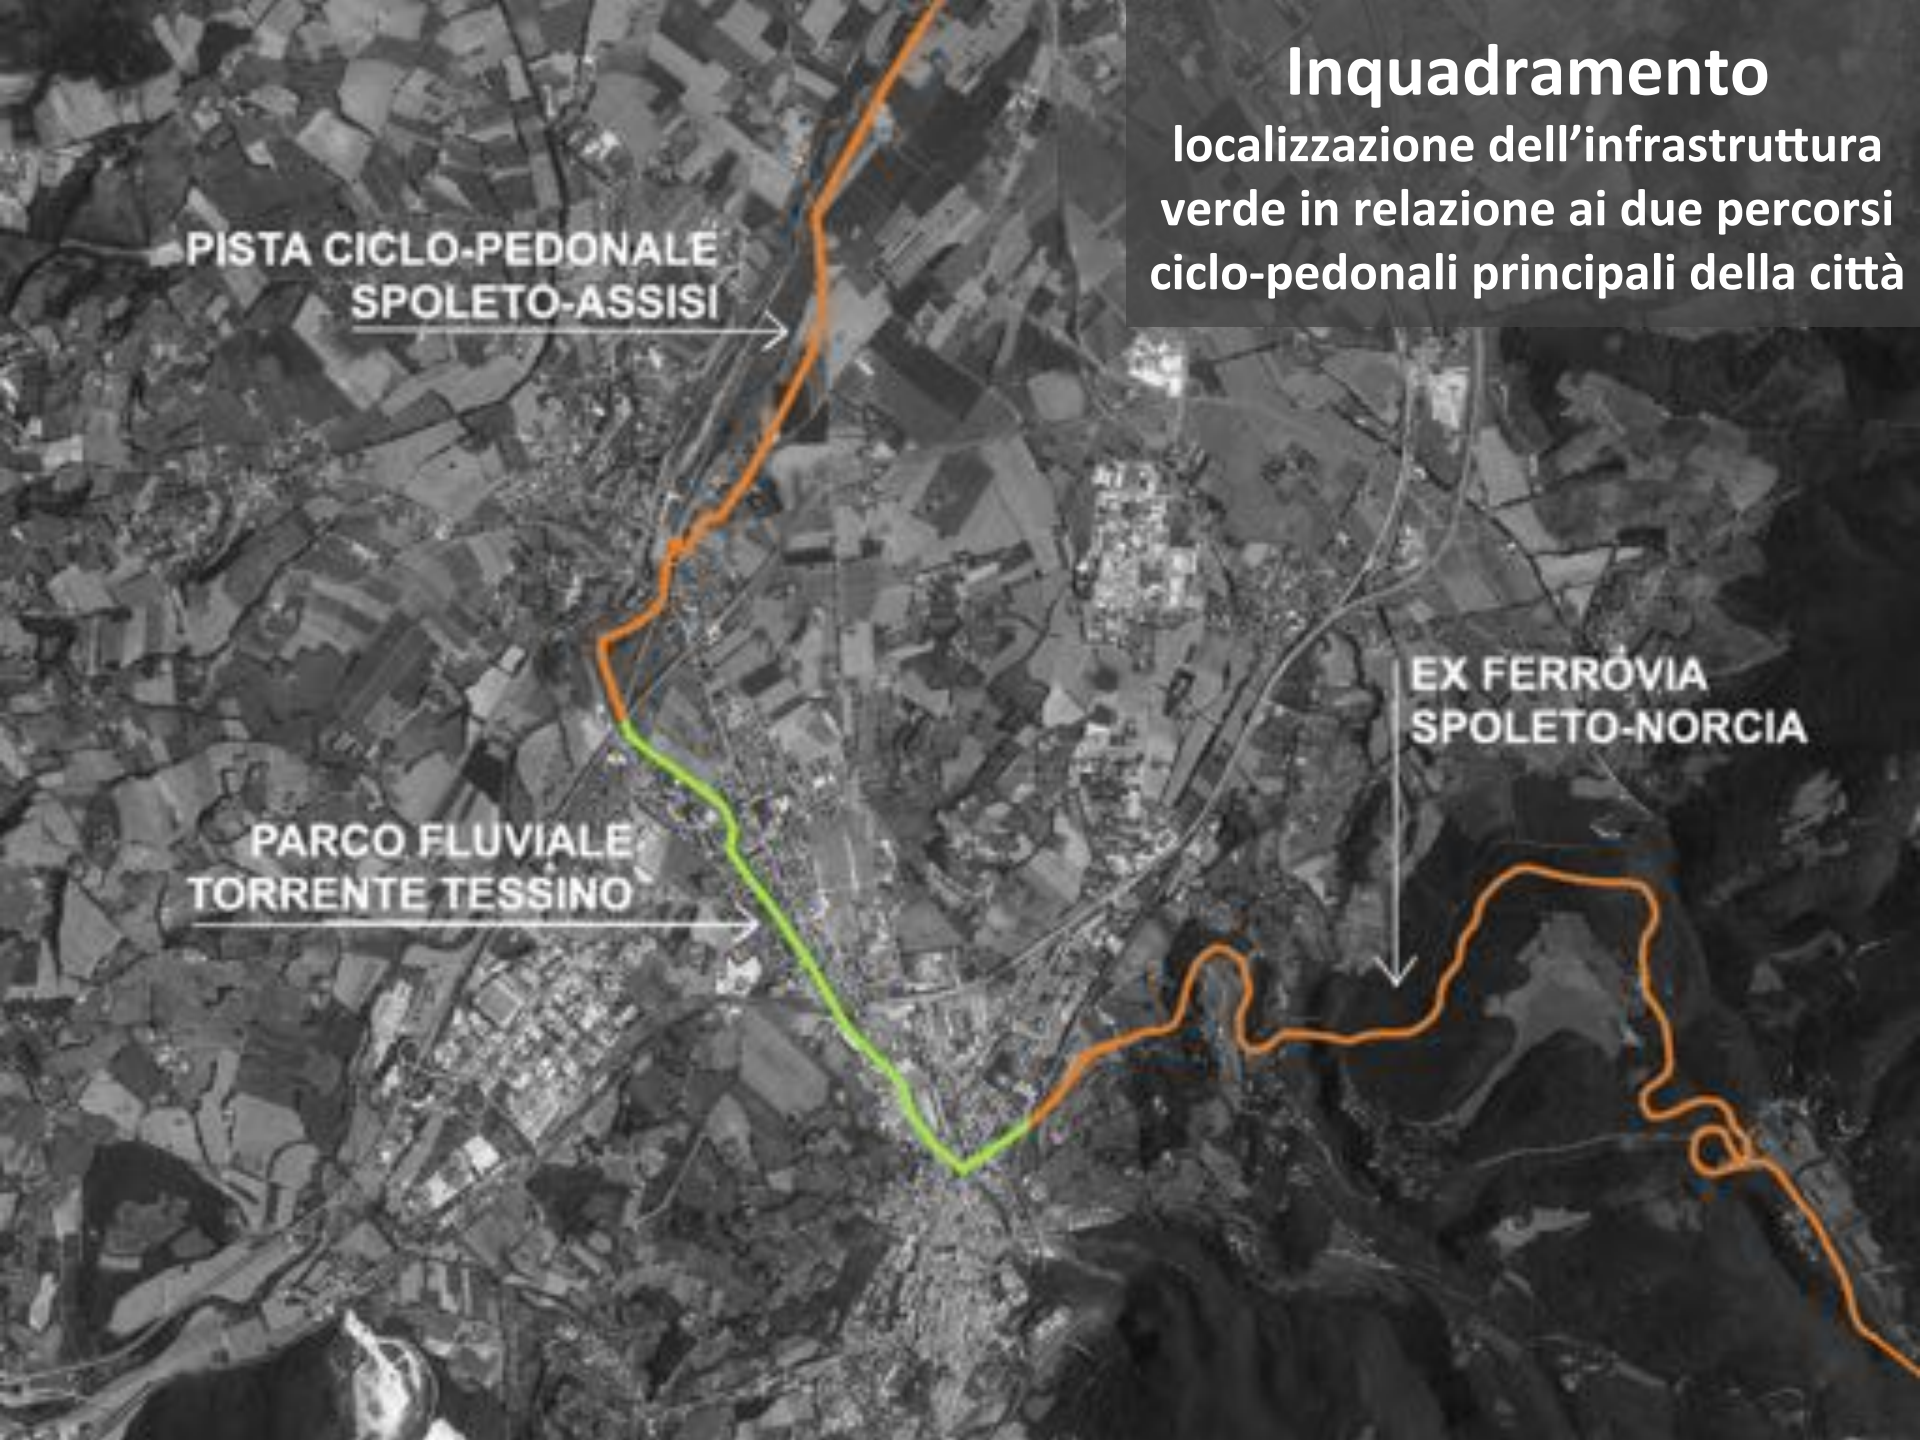 Inquadramento
localizzazione dell’infrastruttura
verde in relazione ai due percorsi
ciclo-pedonali principali della città
PISTA CICLO-PEDONALE
SPOLETO-ASSISI
EX FERROVIA
SPOLETO-NORCIA
PARCO FLUVIALE
TORRENTE TESSINO